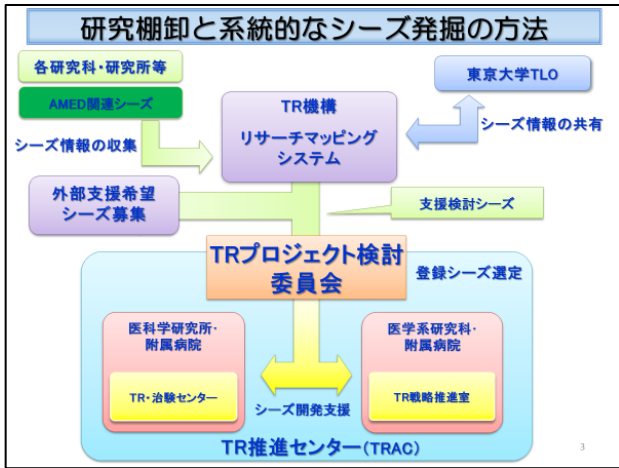 研究棚卸と系統的なシーズ発掘の方法
各研究科・研究所等
AMED関連シーズ
シーズ情報の収集
TR機構
リサーチマッピング
システム
東京大学TLO
シーズ情報の共有
外部支援希望
シーズ募集
支援検討シーズ
TRプロジェクト検討
委員会
登録シーズ選定
医科学研究所・
附属病院
TR・治験センター
医学系研究科・
附属病院
TR戦略推進室
シーズ開発支援
TR推進センター(TRAC)
3